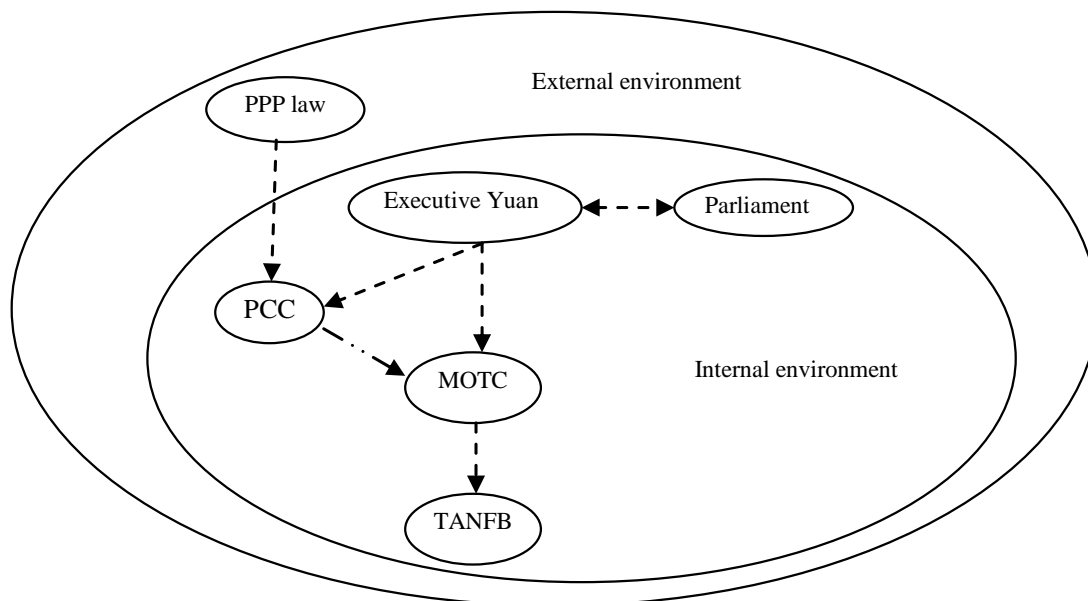 External environment
PPP law
Executive Yuan
Parliament
PCC
MOTC
Internal environment
TANFB